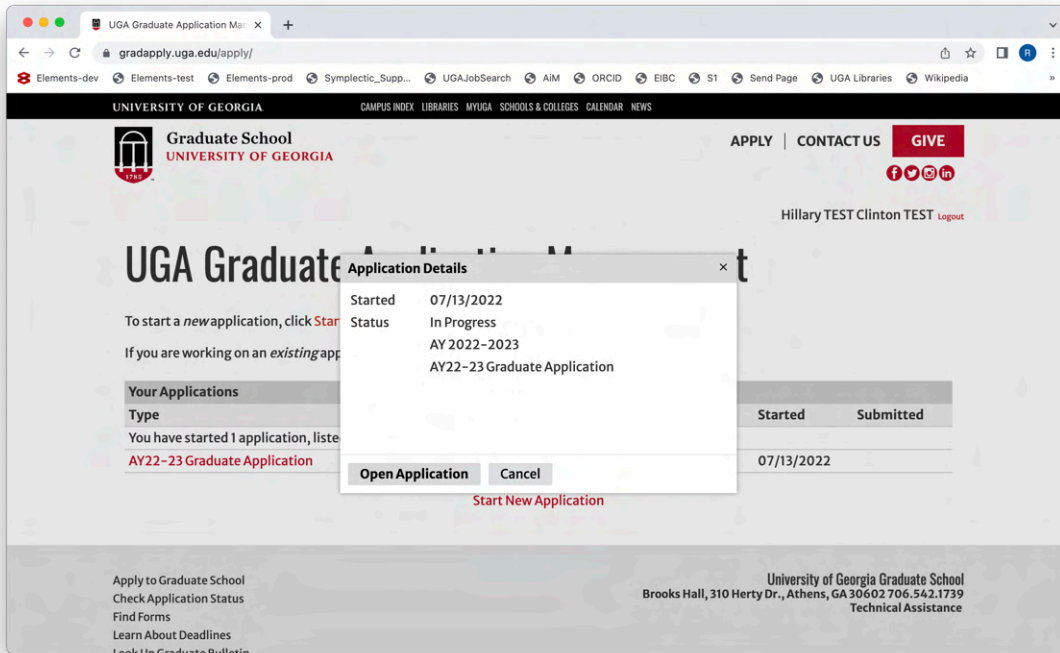 UGA Graduate Application Man
gradapply.uga.edu/apply/
R
Elements-dev Elements-test Elements-prod Symplectic_Supp... UGAJobSearch AiM ORCID EIBC S1 Send Page UGA Libraries Wikipedia »
UNIVERSITY OF GEORGIA CAMPUS INDEX LIBRARIES MYUGA SCHOOLS & COLLEGES CALENDAR NEWS
Graduate School
UNIVERSITY OF GEORGIA
1785
APPLY | CONTACT US GIVE
Hillary TEST Clinton TEST Logout
UGA Graduate
t
Application Details ×
Started 07/13/2022
Status In Progress
AY 2022-2023
AY22-23 Graduate Application
Open Application Cancel
To start a new application, click Star
If you are working on an existing app
Your Applications
Type Started Submitted
You have started 1 application, liste
AY22-23 Graduate Application 07/13/2022
Start New Application
Apply to Graduate School
Check Application Status
Find Forms
Learn About Deadlines
Look Up Graduate Bulletin
University of Georgia Graduate School
Brooks Hall, 310 Herty Dr., Athens, GA 30602 706.542.1739
Technical Assistance